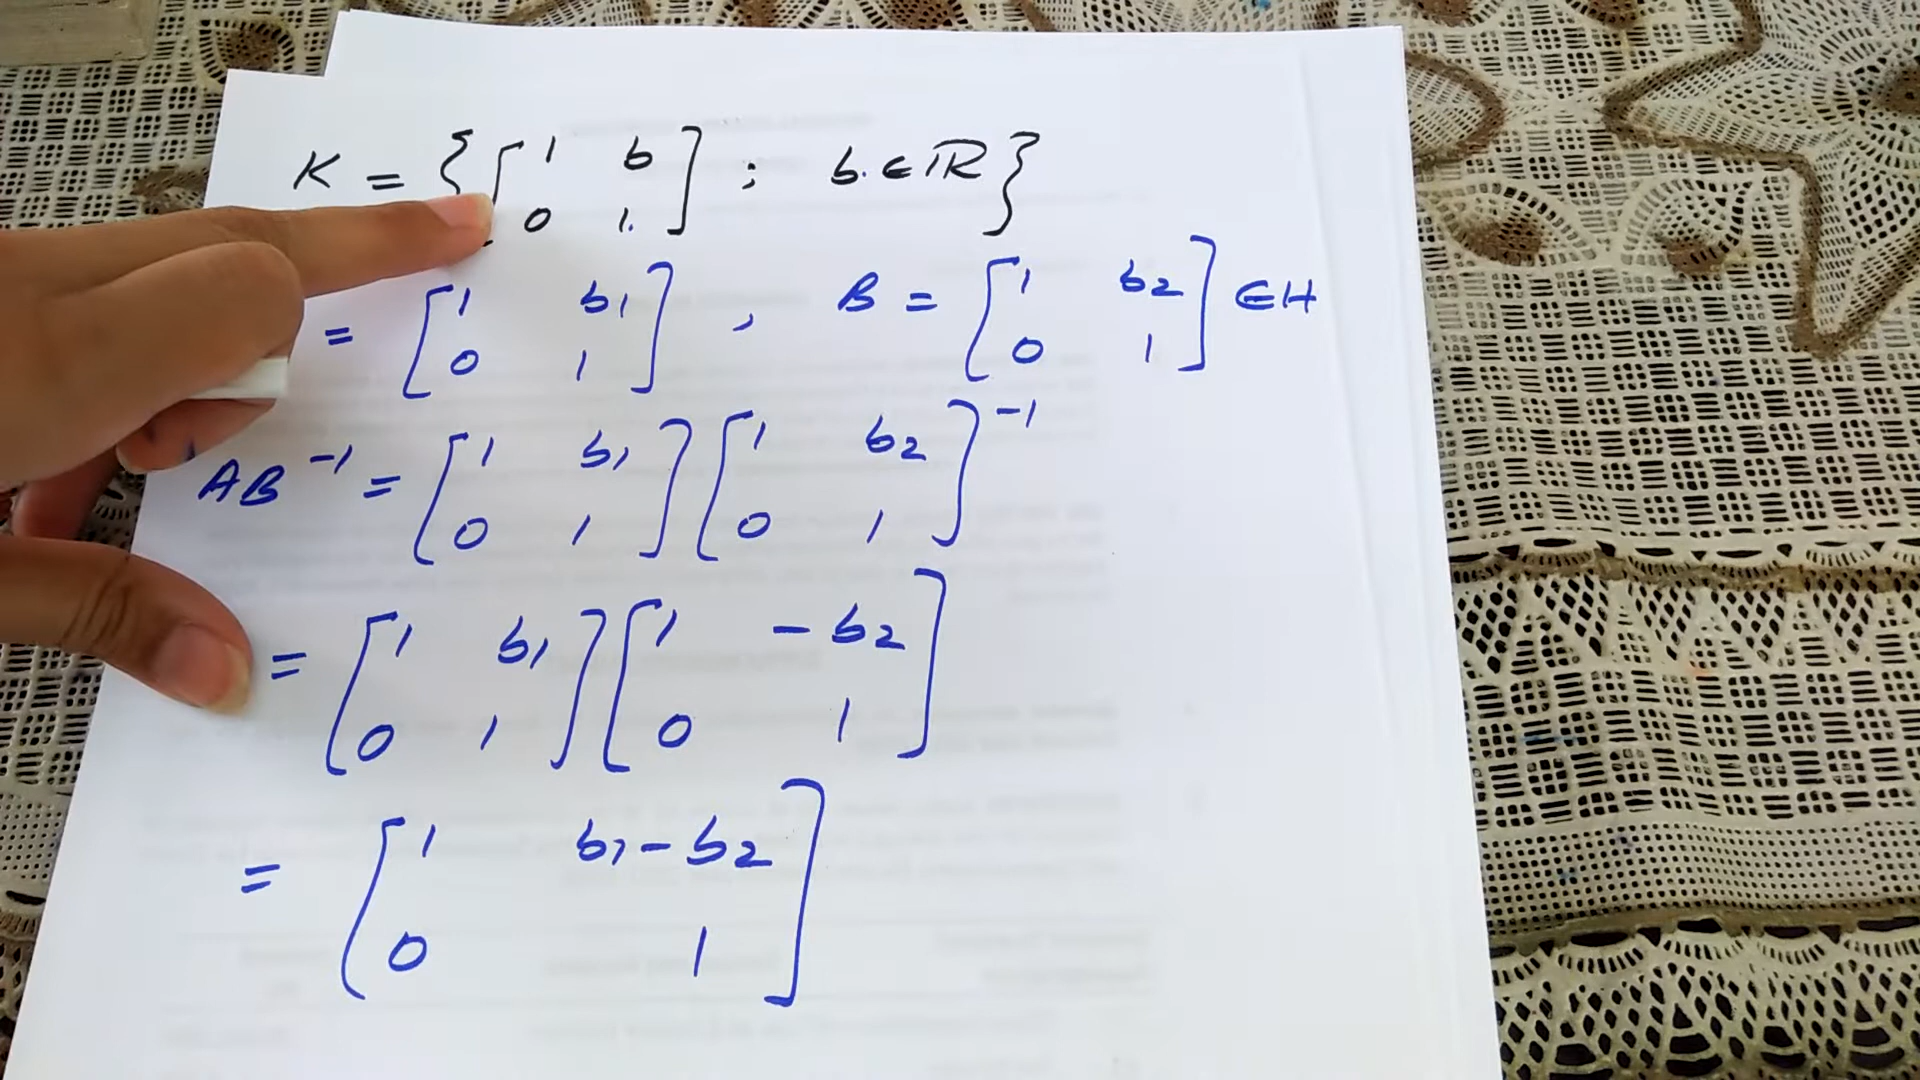 K = { [ 1 b ; 0 1. ] ; b. ∈ ℝ }
= [ 1 b1 ; 0 1 ] , B = [ 1 b2 ; 0 1 ] ∈ H
AB⁻¹ = [ 1 b1 ; 0 1 ] [ 1 b2 ; 0 1 ]⁻¹
= [ 1 b1 ; 0 1 ] [ 1 -b2 ; 0 1 ]
= [ 1 b1-b2 ; 0 1 ]